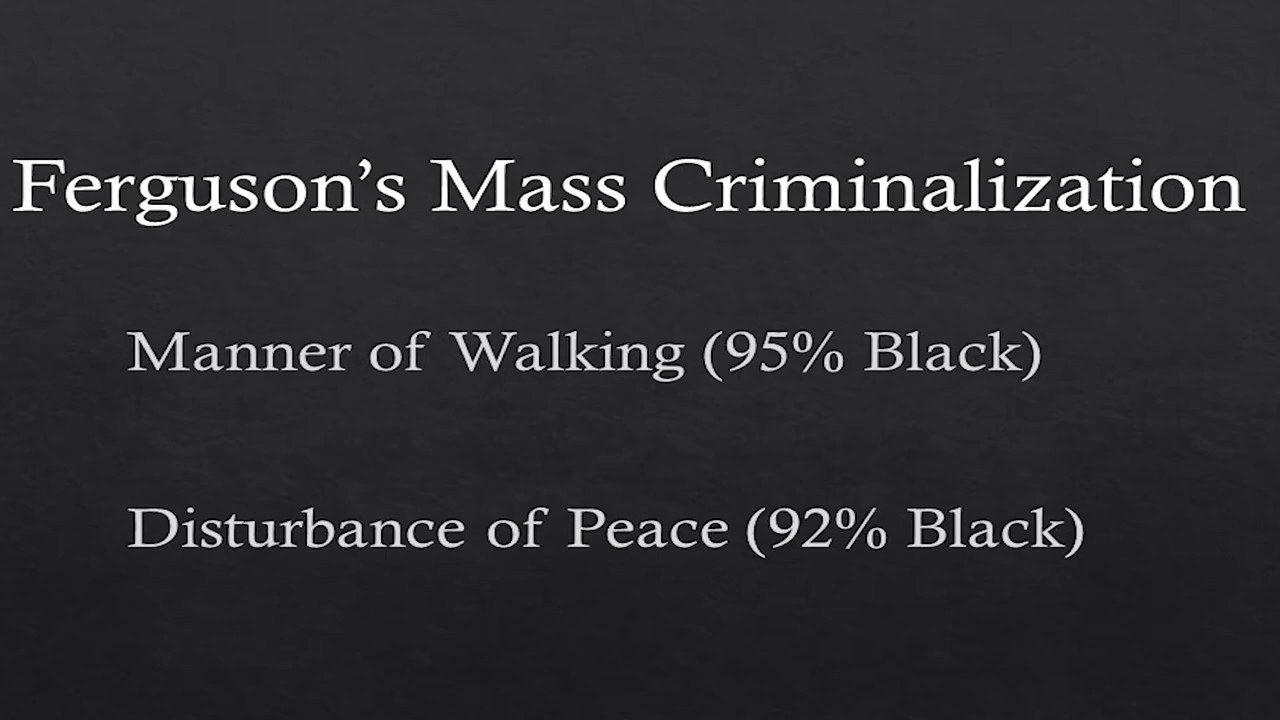 Ferguson’s Mass Criminalization
Manner of Walking (95% Black)
Disturbance of Peace (92% Black)